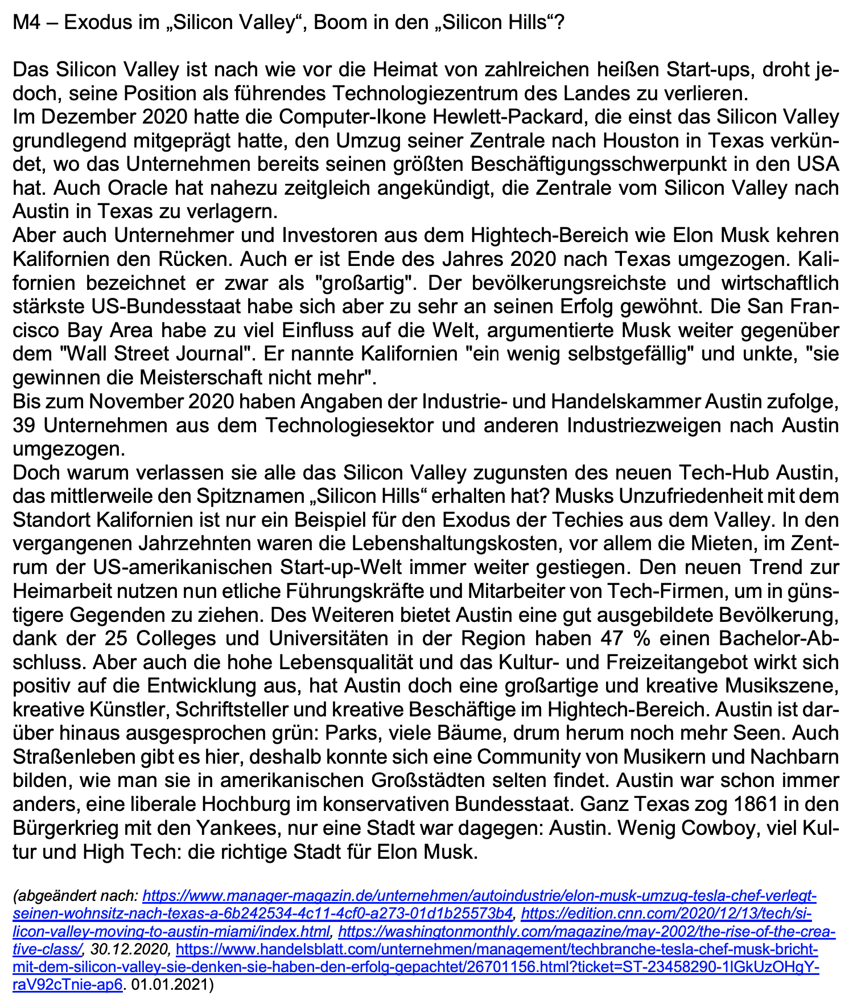 M4 – Exodus im „Silicon Valley“, Boom in den „Silicon Hills“?
Das Silicon Valley ist nach wie vor die Heimat von zahlreichen heißen Start-ups, droht je-
doch, seine Position als führendes Technologiezentrum des Landes zu verlieren.
Im Dezember 2020 hatte die Computer-Ikone Hewlett-Packard, die einst das Silicon Valley
grundlegend mitgeprägt hatte, den Umzug seiner Zentrale nach Houston in Texas verkün-
det, wo das Unternehmen bereits seinen größten Beschäftigungsschwerpunkt in den USA
hat. Auch Oracle hat nahezu zeitgleich angekündigt, die Zentrale vom Silicon Valley nach
Austin in Texas zu verlagern.
Aber auch Unternehmer und Investoren aus dem Hightech-Bereich wie Elon Musk kehren
Kalifornien den Rücken. Auch er ist Ende des Jahres 2020 nach Texas umgezogen. Kali-
fornien bezeichnet er zwar als "großartig". Der bevölkerungsreichste und wirtschaftlich
stärkste US-Bundesstaat habe sich aber zu sehr an seinen Erfolg gewöhnt. Die San Fran-
cisco Bay Area habe zu viel Einfluss auf die Welt, argumentierte Musk weiter gegenüber
dem "Wall Street Journal". Er nannte Kalifornien "ein wenig selbstgefällig" und unkte, "sie
gewinnen die Meisterschaft nicht mehr".
Bis zum November 2020 haben Angaben der Industrie- und Handelskammer Austin zufolge,
39 Unternehmen aus dem Technologiesektor und anderen Industriezweigen nach Austin
umgezogen.
Doch warum verlassen sie alle das Silicon Valley zugunsten des neuen Tech-Hub Austin,
das mittlerweile den Spitznamen „Silicon Hills“ erhalten hat? Musks Unzufriedenheit mit dem
Standort Kalifornien ist nur ein Beispiel für den Exodus der Techies aus dem Valley. In den
vergangenen Jahrzehnten waren die Lebenshaltungskosten, vor allem die Mieten, im Zent-
rum der US-amerikanischen Start-up-Welt immer weiter gestiegen. Den neuen Trend zur
Heimarbeit nutzen nun etliche Führungskräfte und Mitarbeiter von Tech-Firmen, um in güns-
tigere Gegenden zu ziehen. Des Weiteren bietet Austin eine gut ausgebildete Bevölkerung,
dank der 25 Colleges und Universitäten in der Region haben 47 % einen Bachelor-Ab-
schluss. Aber auch die hohe Lebensqualität und das Kultur- und Freizeitangebot wirkt sich
positiv auf die Entwicklung aus, hat Austin doch eine großartige und kreative Musikszene,
kreative Künstler, Schriftsteller und kreative Beschäftige im Hightech-Bereich. Austin ist dar-
über hinaus ausgesprochen grün: Parks, viele Bäume, drum herum noch mehr Seen. Auch
Straßenleben gibt es hier, deshalb konnte sich eine Community von Musikern und Nachbarn
bilden, wie man sie in amerikanischen Großstädten selten findet. Austin war schon immer
anders, eine liberale Hochburg im konservativen Bundesstaat. Ganz Texas zog 1861 in den
Bürgerkrieg mit den Yankees, nur eine Stadt war dagegen: Austin. Wenig Cowboy, viel Kul-
tur und High Tech: die richtige Stadt für Elon Musk.
(abgeändert nach: https://www.manager-magazin.de/unternehmen/autoindustrie/elon-musk-umzug-tesla-chef-verlegt-
seinen-wohnsitz-nach-texas-a-6b242534-4c11-4cf0-a273-01d1b25573b4, https://edition.cnn.com/2020/12/13/tech/si-
licon-valley-moving-to-austin-miami/index.html, https://washingtonmonthly.com/magazine/may-2002/the-rise-of-the-crea-
tive-class/, 30.12.2020, https://www.handelsblatt.com/unternehmen/management/techbranche-tesla-chef-musk-bricht-
mit-dem-silicon-valley-sie-denken-sie-haben-den-erfolg-gepachtet/26701156.html?ticket=ST-23458290-1lGkUzOHgY-
raV92cTnie-ap6. 01.01.2021)